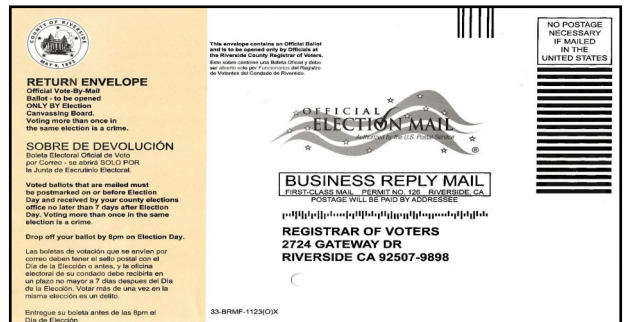 COUNTY OF RIVERSIDE
MAY 9, 1893
RETURN ENVELOPE
Official Vote-By-Mail
Ballot - to be opened
ONLY BY Election
Canvassing Board.
Voting more than once in
the same election is a crime.
SOBRE DE DEVOLUCIÓN
Boleta Electoral Oficial de Voto
por Correo - se abrirá SOLO POR
la Junta de Escrutinio Electoral.
Voted ballots that are mailed must
be postmarked on or before Election
Day and received by your county elections
office no later than 7 days after Election
Day. Voting more than once in the same
election is a crime.
Drop off your ballot by 8pm on Election Day.
Las boletas de votación que se envíen por
correo deben tener el sello postal con el
Día de la Elección o antes, y la oficina
electoral de su condado debe recibirla en
un plazo no mayor a 7 días despues del Día
de la Elección. Votar más de una vez en la
misma elección es un delito.
Entregue su boleta antes de las 8pm el
Día de Elección.
This envelope contains an Official Ballot
and is to be opened only by Officials at
the Riverside County Registrar of Voters.
Este sobre contiene una Boleta Oficial y debe
ser abierto solo por Funcionarios del Registro
de Votantes del Condado de Riverside.
NO POSTAGE
NECESSARY
IF MAILED
IN THE
UNITED STATES
OFFICIAL
ELECTION MAIL
Authorized by the U.S. Postal Service
®
BUSINESS REPLY MAIL
FIRST-CLASS MAIL PERMIT NO. 126 RIVERSIDE, CA
POSTAGE WILL BE PAID BY ADDRESSEE
REGISTRAR OF VOTERS
2724 GATEWAY DR
RIVERSIDE CA 92507-9898
33-BRMF-1123(O)X